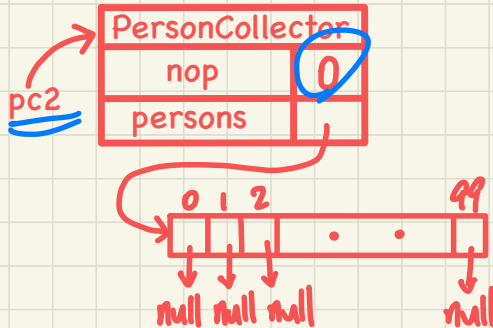 PersonCollector
nop 0
pc2
persons
0 1 2 99
null null null null